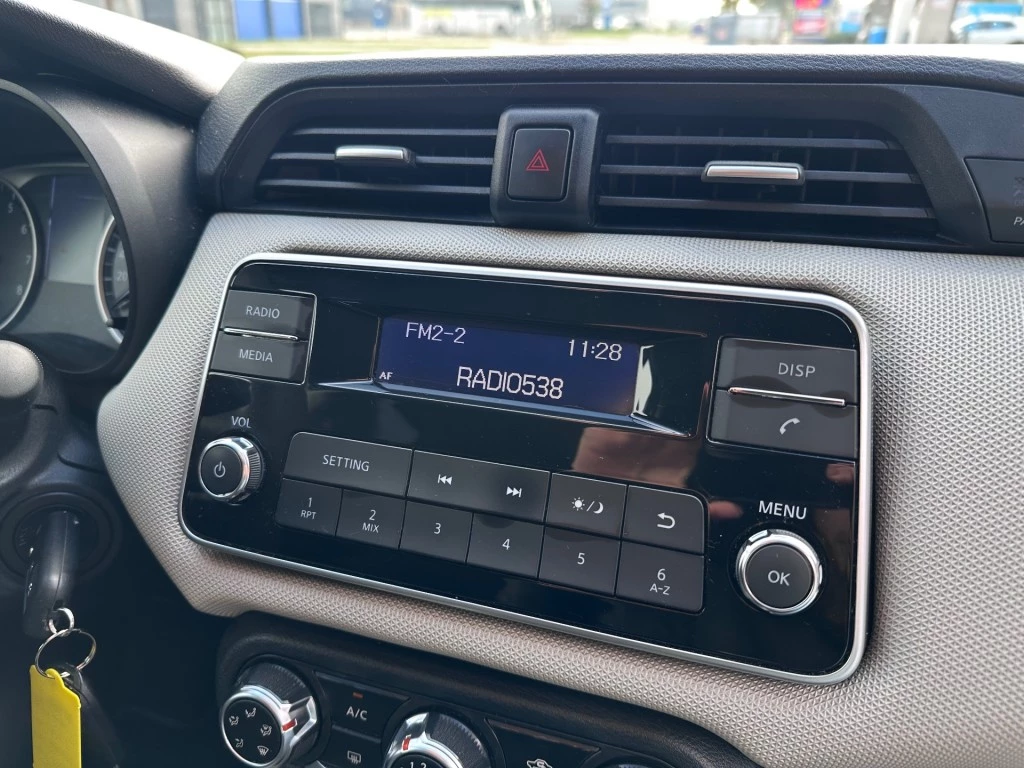 RADIO
MEDIA
FM2-2
11:28
AF
RADIO538
DISP
VOL
SETTING
1
RPT
2
MIX
3
4
5
6
A-Z
MENU
OK
A/C